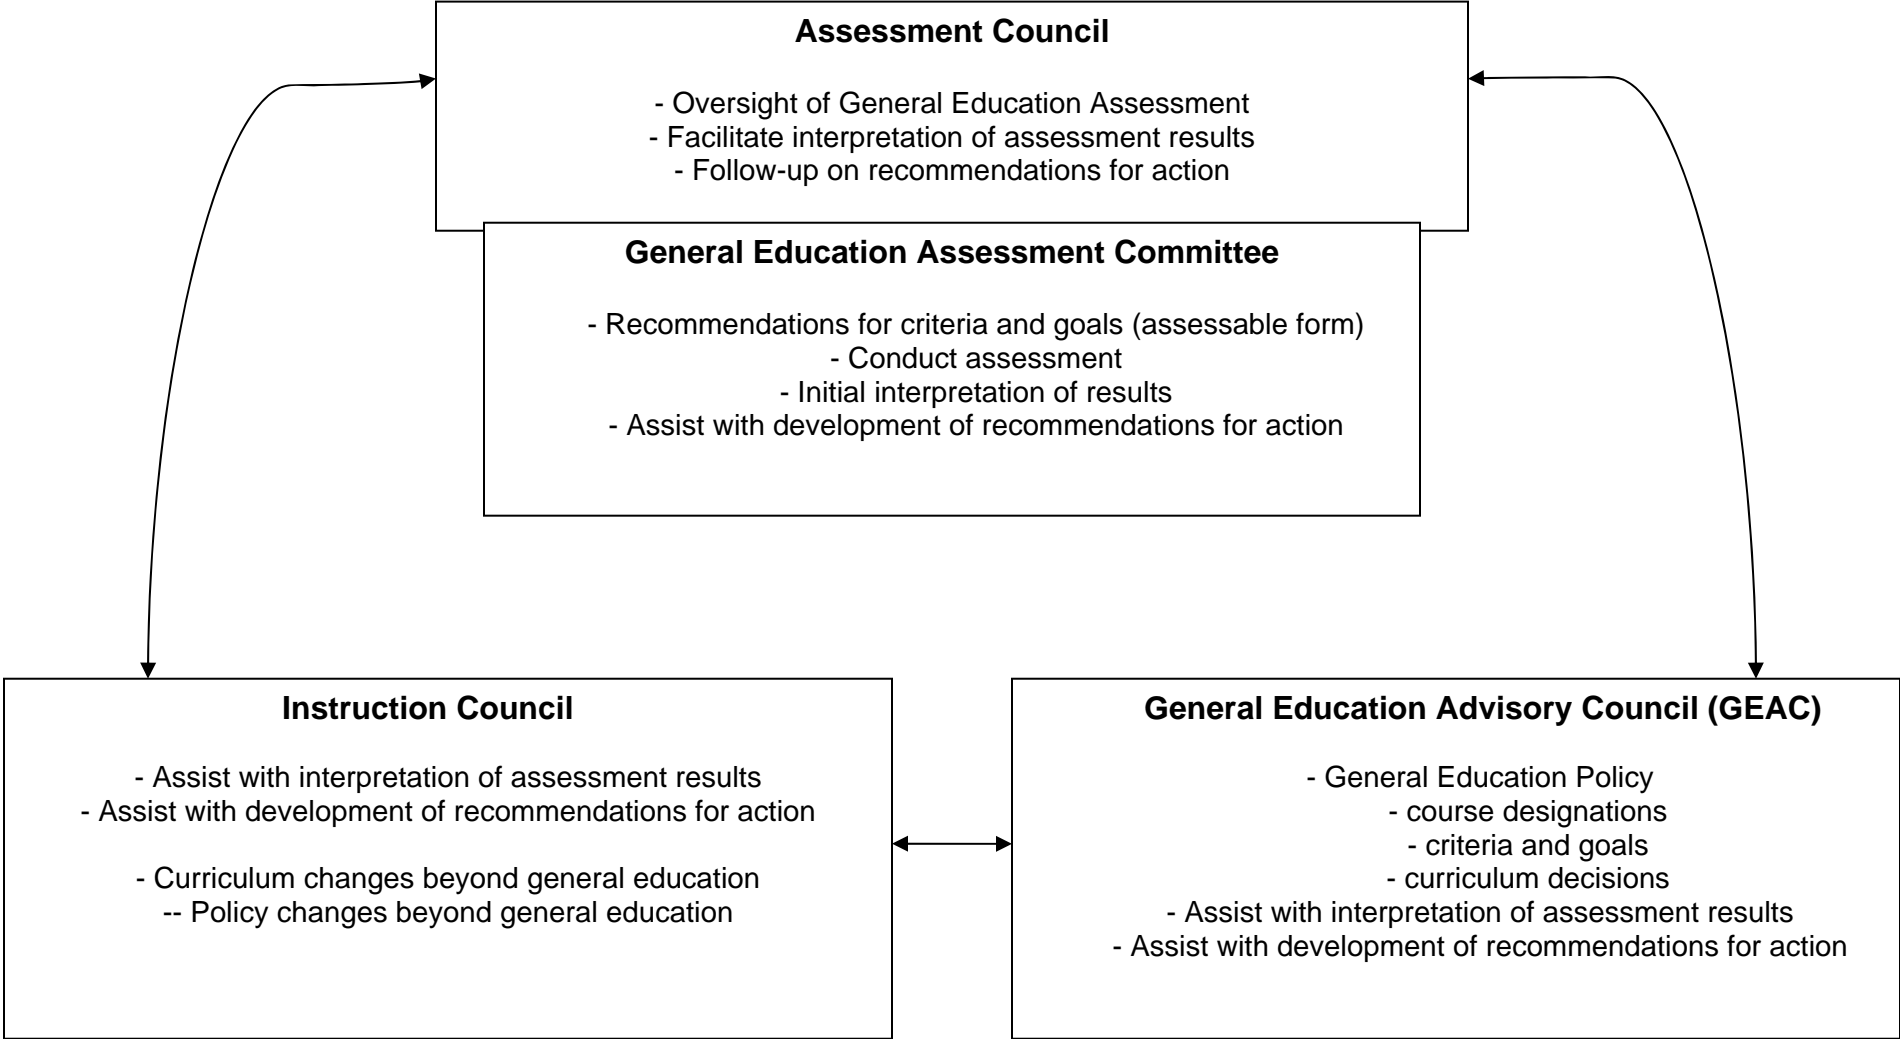 Assessment Council
- Oversight of General Education Assessment
- Facilitate interpretation of assessment results
- Follow-up on recommendations for action
General Education Assessment Committee
- Recommendations for criteria and goals (assessable form)
- Conduct assessment
- Initial interpretation of results
- Assist with development of recommendations for action
Instruction Council
- Assist with interpretation of assessment results
- Assist with development of recommendations for action
- Curriculum changes beyond general education
-- Policy changes beyond general education
General Education Advisory Council (GEAC)
- General Education Policy
- course designations
- criteria and goals
- curriculum decisions
- Assist with interpretation of assessment results
- Assist with development of recommendations for action